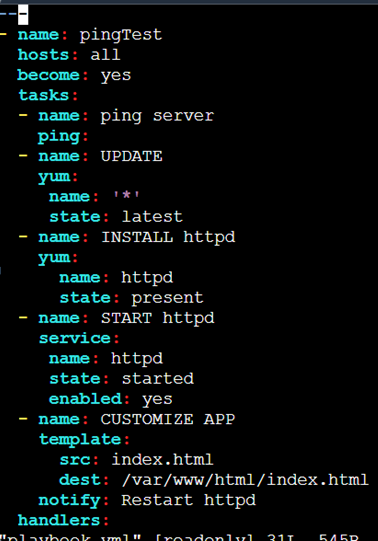 ---
- name: pingTest
  hosts: all
  become: yes
  tasks:
  - name: ping server
    ping:
  - name: UPDATE
    yum:
     name: '*'
     state: latest
  - name: INSTALL httpd
    yum:
      name: httpd
      state: present
  - name: START httpd
    service:
     name: httpd
     state: started
     enabled: yes
  - name: CUSTOMIZE APP
    template:
      src: index.html
      dest: /var/www/html/index.html
    notify: Restart httpd
  handlers:
"playbook.yml" [readonly] 31L, 545B